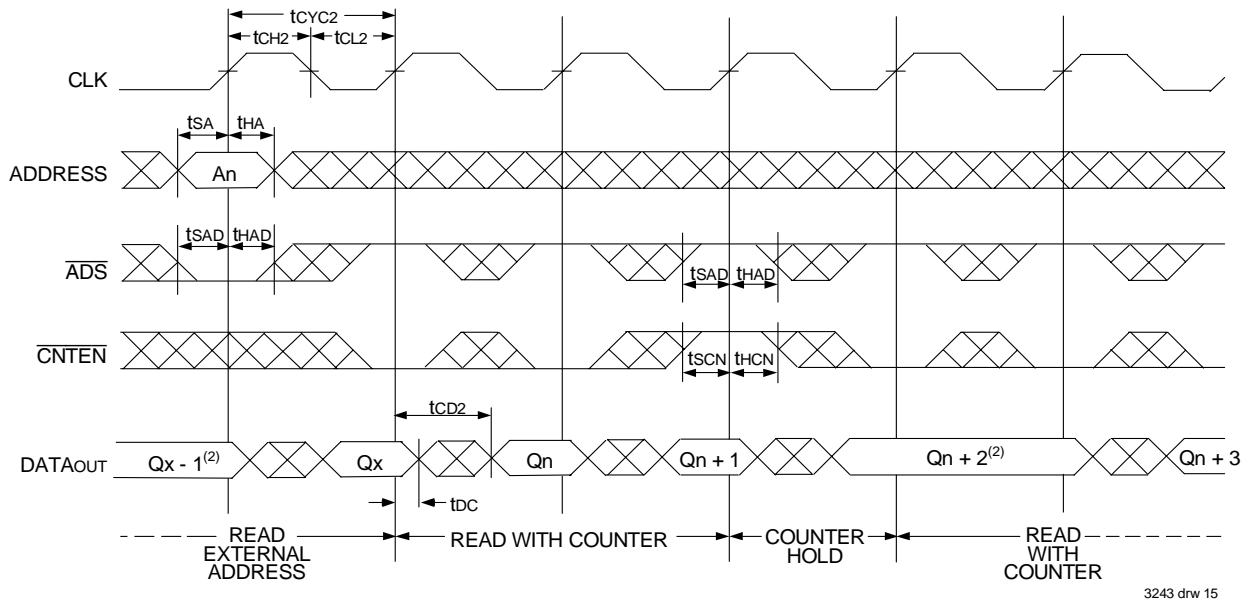 tCYC2
tCH2 tCL2
CLK
tSA tHA
ADDRESS An
tSAD tHAD
ADS
tSAD tHAD
CNTEN
tSCN tHCN
tCD2
DATAOUT Qx - 1(2) Qx Qn Qn + 1 Qn + 2(2) Qn + 3
tDC
READ EXTERNAL ADDRESS
READ WITH COUNTER
COUNTER HOLD
READ WITH COUNTER
3243 drw 15